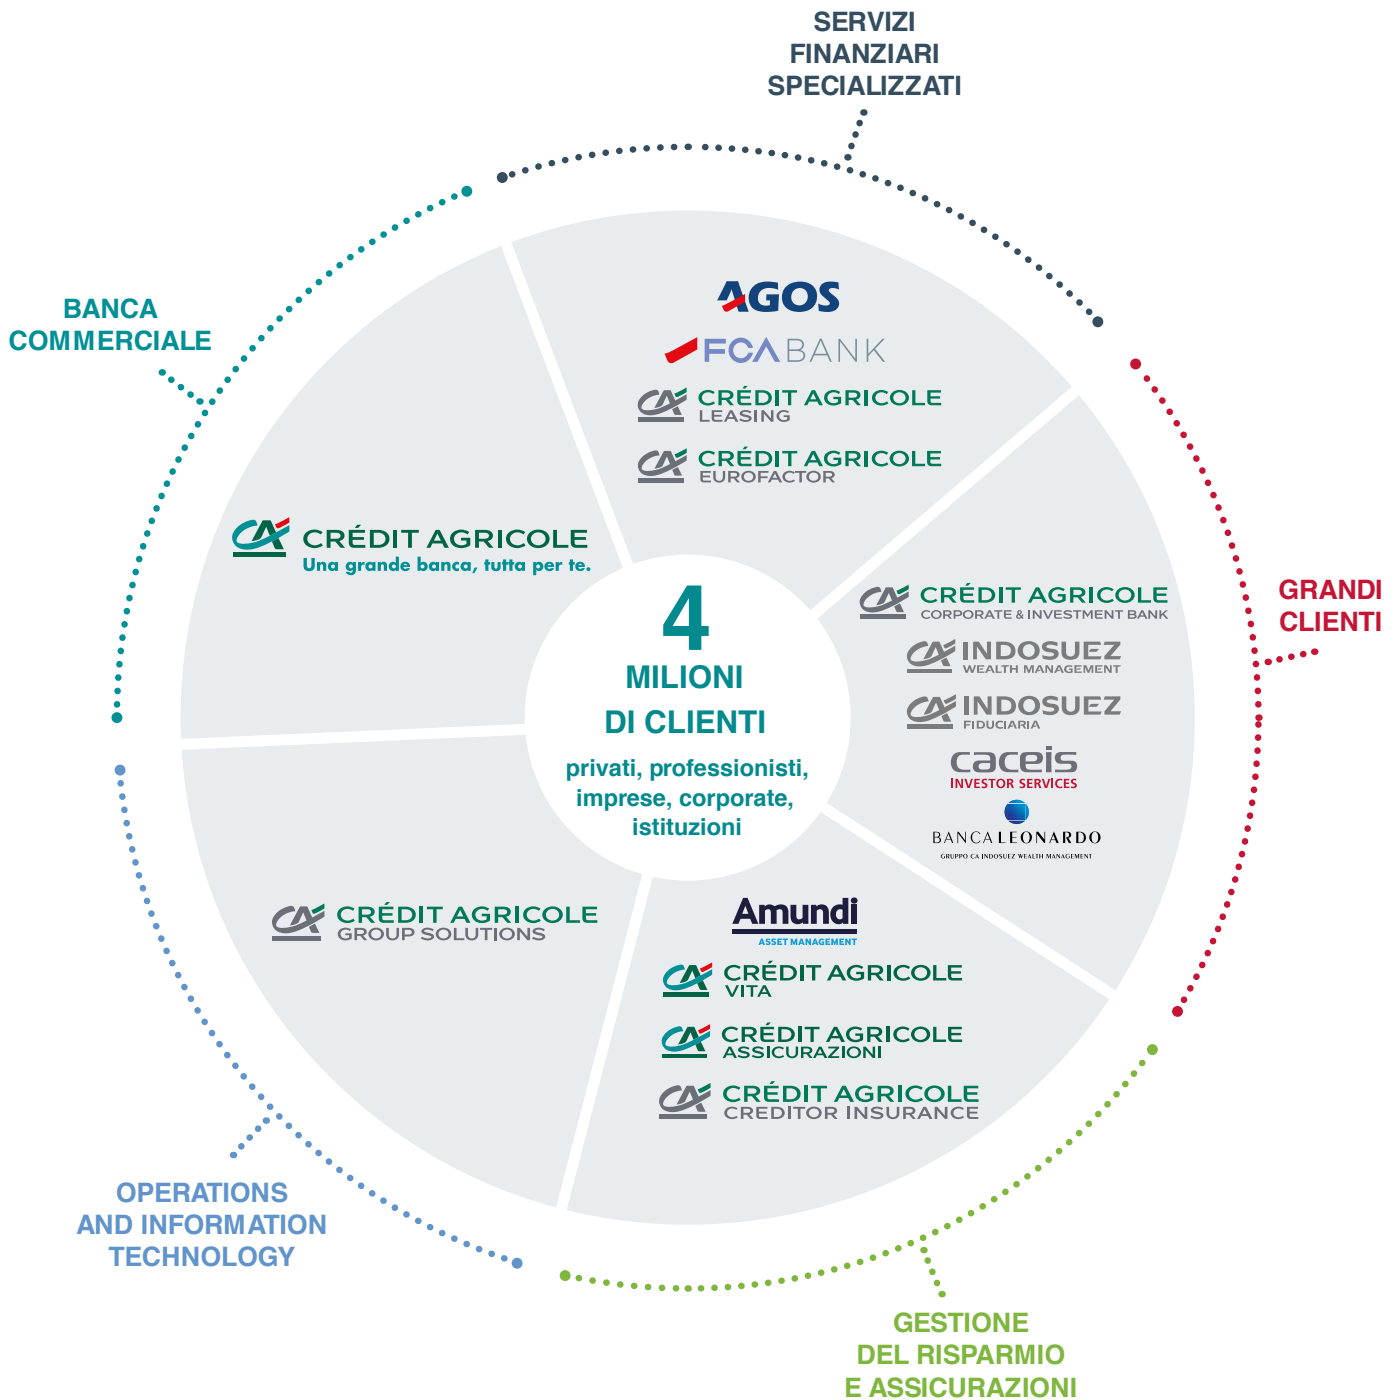 SERVIZI
FINANZIARI
SPECIALIZZATI
AGOS
FCA BANK
CRÉDIT AGRICOLE
LEASING
CRÉDIT AGRICOLE
EUROFACTOR
BANCA
COMMERCIALE
CRÉDIT AGRICOLE
Una grande banca, tutta per te.
4
MILIONI
DI CLIENTI
privati, professionisti,
imprese, corporate,
istituzioni
GRANDI
CLIENTI
CRÉDIT AGRICOLE
CORPORATE & INVESTMENT BANK
INDOSUEZ
WEALTH MANAGEMENT
INDOSUEZ
FIDUCIARIA
caceis
INVESTOR SERVICES
BANCA LEONARDO
GRUPPO CA INDOSUEZ WEALTH MANAGEMENT
CRÉDIT AGRICOLE
GROUP SOLUTIONS
Amundi
ASSET MANAGEMENT
CRÉDIT AGRICOLE
VITA
CRÉDIT AGRICOLE
ASSICURAZIONI
CRÉDIT AGRICOLE
CREDITOR INSURANCE
OPERATIONS
AND INFORMATION
TECHNOLOGY
GESTIONE
DEL RISPARMIO
E ASSICURAZIONI